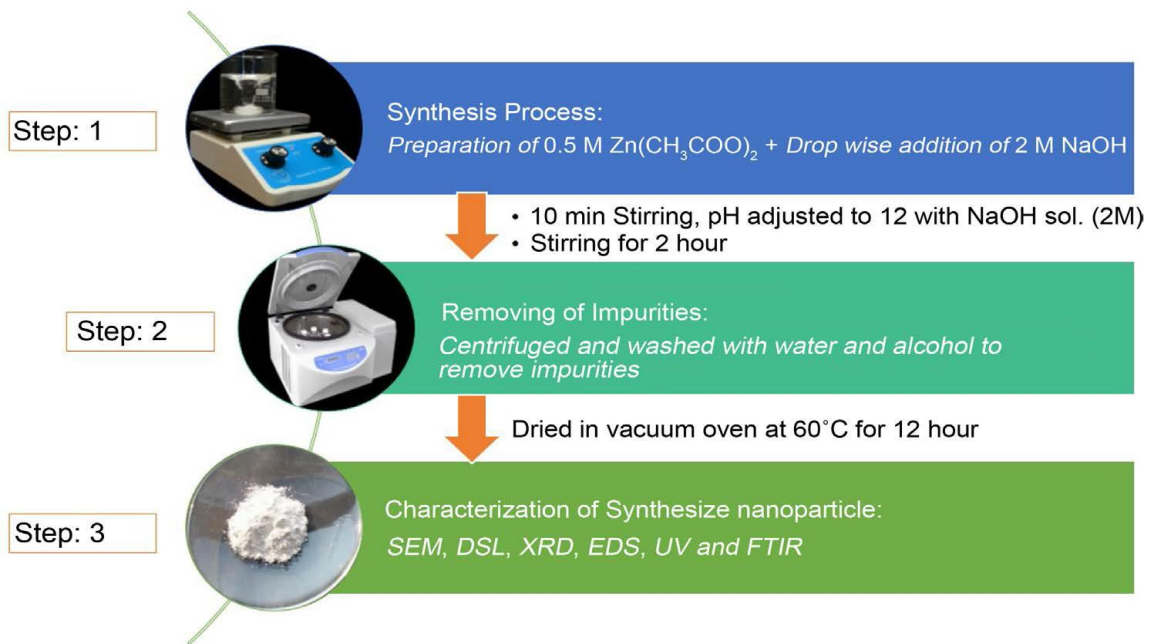 Step: 1
Synthesis Process:
Preparation of 0.5 M Zn(CH₃COO)₂ + Drop wise addition of 2 M NaOH
• 10 min Stirring, pH adjusted to 12 with NaOH sol. (2M)
• Stirring for 2 hour
Step: 2
Removing of Impurities:
Centrifuged and washed with water and alcohol to
remove impurities
Dried in vacuum oven at 60°C for 12 hour
Step: 3
Characterization of Synthesize nanoparticle:
SEM, DSL, XRD, EDS, UV and FTIR